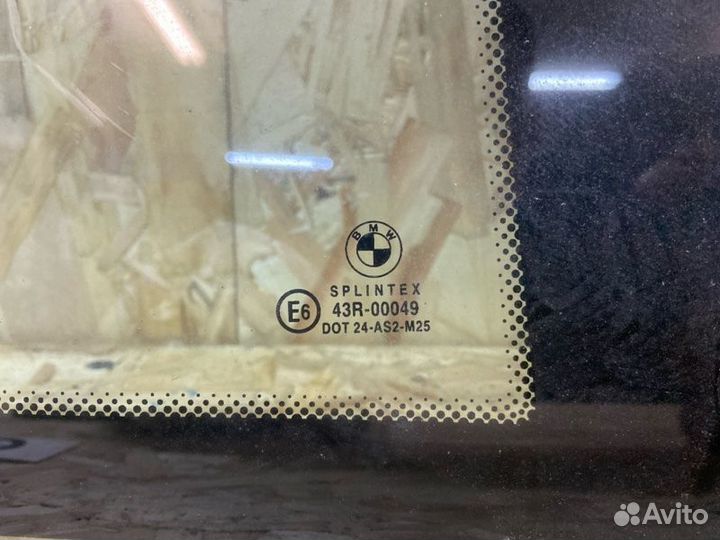 BMW
SPLINTEX
E6 43R-00049
DOT 24-AS2-M25
Avito